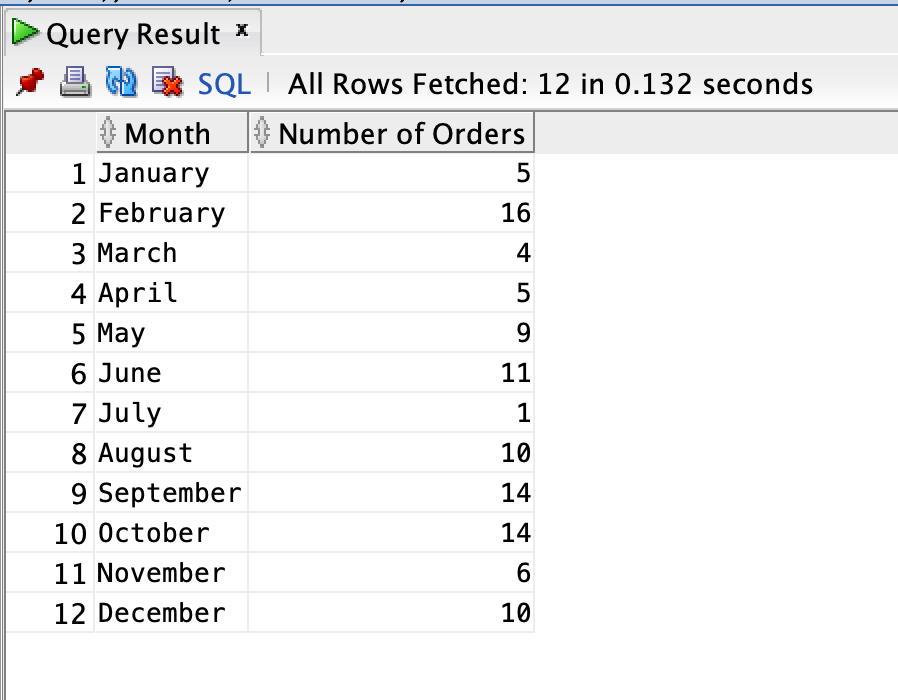 Query Result x
SQL | All Rows Fetched: 12 in 0.132 seconds
Month Number of Orders
1 January 5
2 February 16
3 March 4
4 April 5
5 May 9
6 June 11
7 July 1
8 August 10
9 September 14
10 October 14
11 November 6
12 December 10